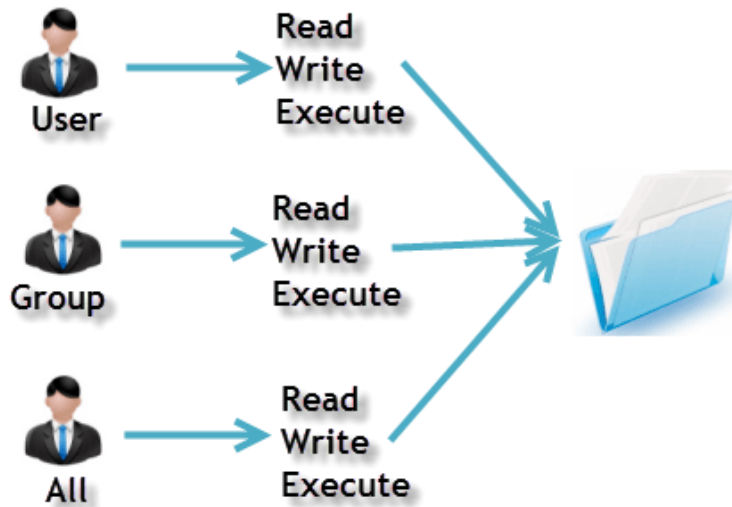 Read
Write
Execute
User
Read
Write
Execute
Group
Read
Write
Execute
All